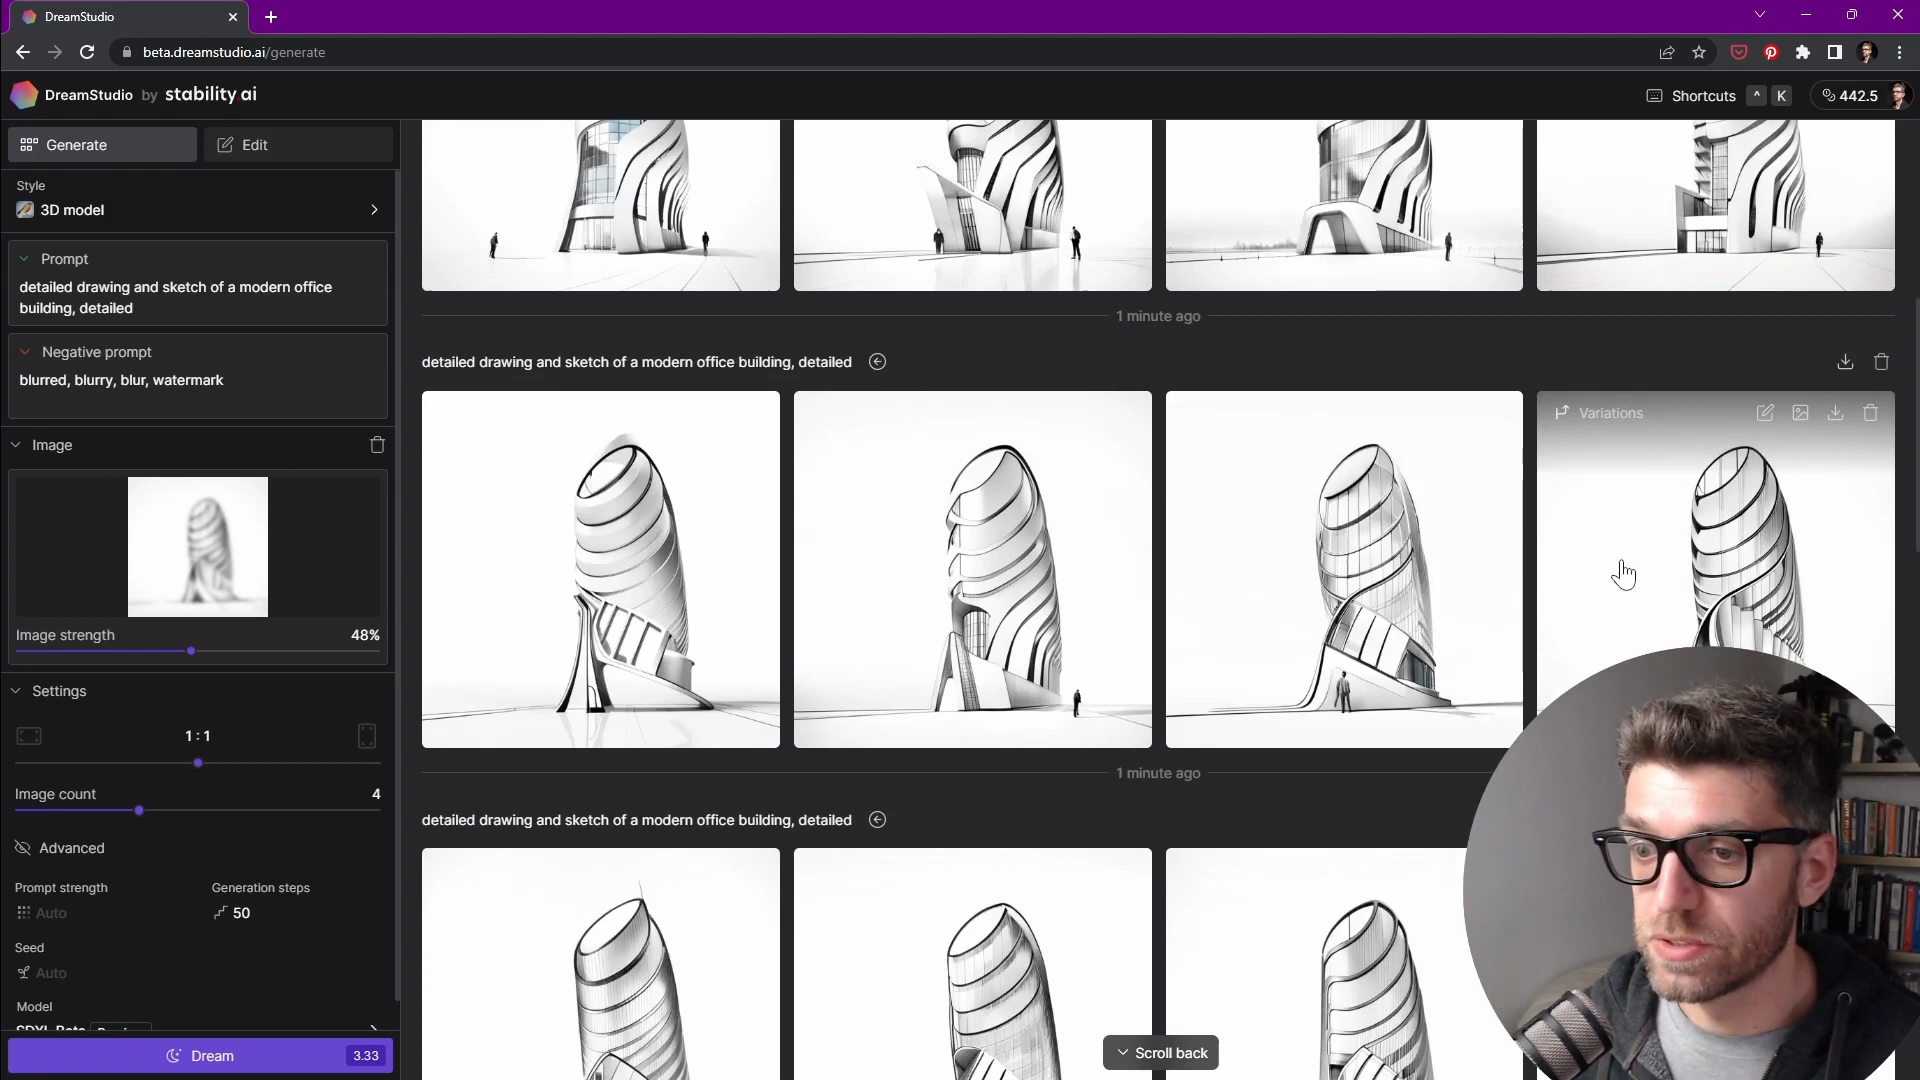 DreamStudio
beta.dreamstudio.ai/generate
DreamStudio by stability.ai
Shortcuts ^ K 442.5
Generate Edit
Style
3D model
Prompt
detailed drawing and sketch of a modern office
building, detailed
Negative prompt
blurred, blurry, blur, watermark
Image
Image strength 48%
Settings
1 : 1
Image count 4
Advanced
Prompt strength Generation steps
Auto 50
Seed
Auto
Model
SDXL Beta
Dream 3.33
1 minute ago
detailed drawing and sketch of a modern office building, detailed
Variations
1 minute ago
detailed drawing and sketch of a modern office building, detailed
Scroll back